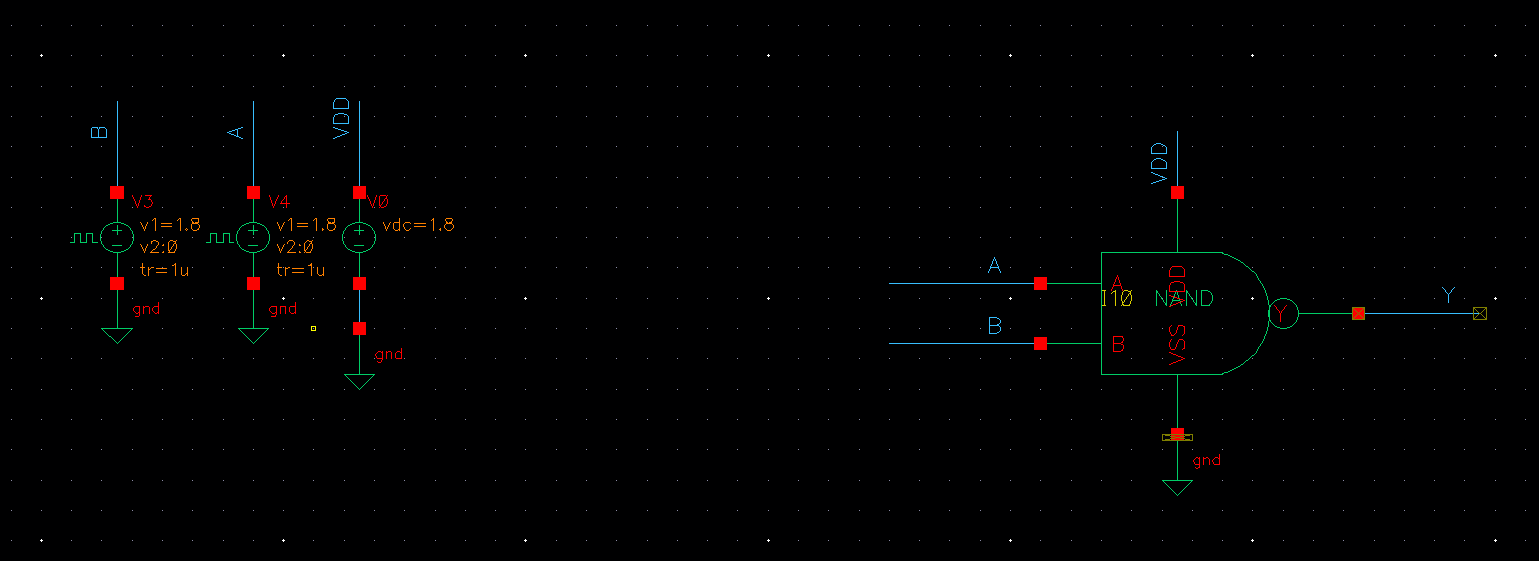 B
A
VDD
V3
v1=1.8
v2:0
tr=1u
gnd
V4
v1=1.8
v2:0
tr=1u
gnd
V0
vdc=1.8
gnd
VDD
A
B
A
B
I10
NAND
VDD
VSS
Y
Y
gnd